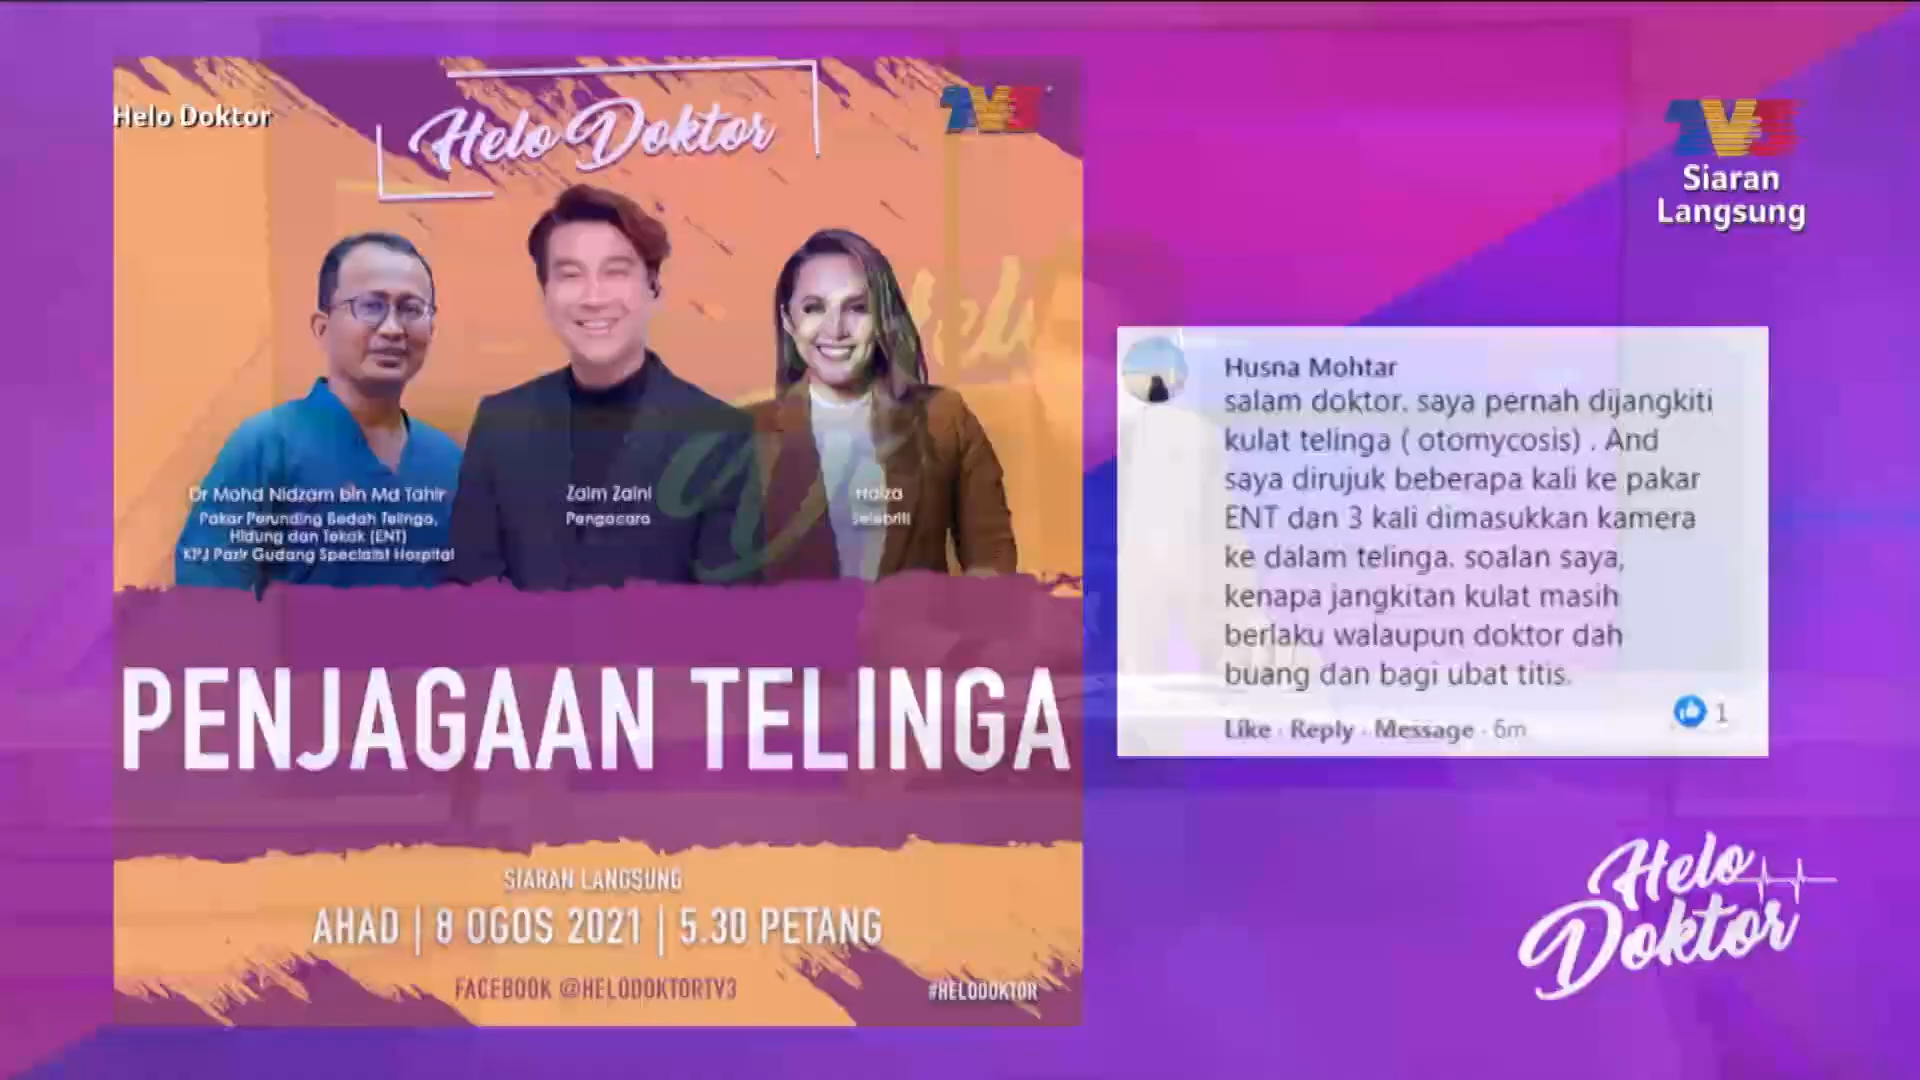 Helo Doktor
Helo Doktor
TV3
TV3
Siaran
Langsung
Dr Mohd Nidzam bin Md Tahir
Pakar Perunding Bedah Telinga,
Hidung dan Tekak (ENT)
KPJ Pasir Gudang Specialist Hospital
Zaim Zaini
Pengacara
Haiza
Selebriti
PENJAGAAN TELINGA
SIARAN LANGSUNG
AHAD | 8 OGOS 2021 | 5.30 PETANG
FACEBOOK @HELODOKTORTV3
#HELODOKTOR
Husna Mohtar
salam doktor. saya pernah dijangkiti
kulat telinga ( otomycosis) . And
saya dirujuk beberapa kali ke pakar
ENT dan 3 kali dimasukkan kamera
ke dalam telinga. soalan saya,
kenapa jangkitan kulat masih
berlaku walaupun doktor dah
buang dan bagi ubat titis.
Like · Reply · Message · 6m
1
Helo
Doktor